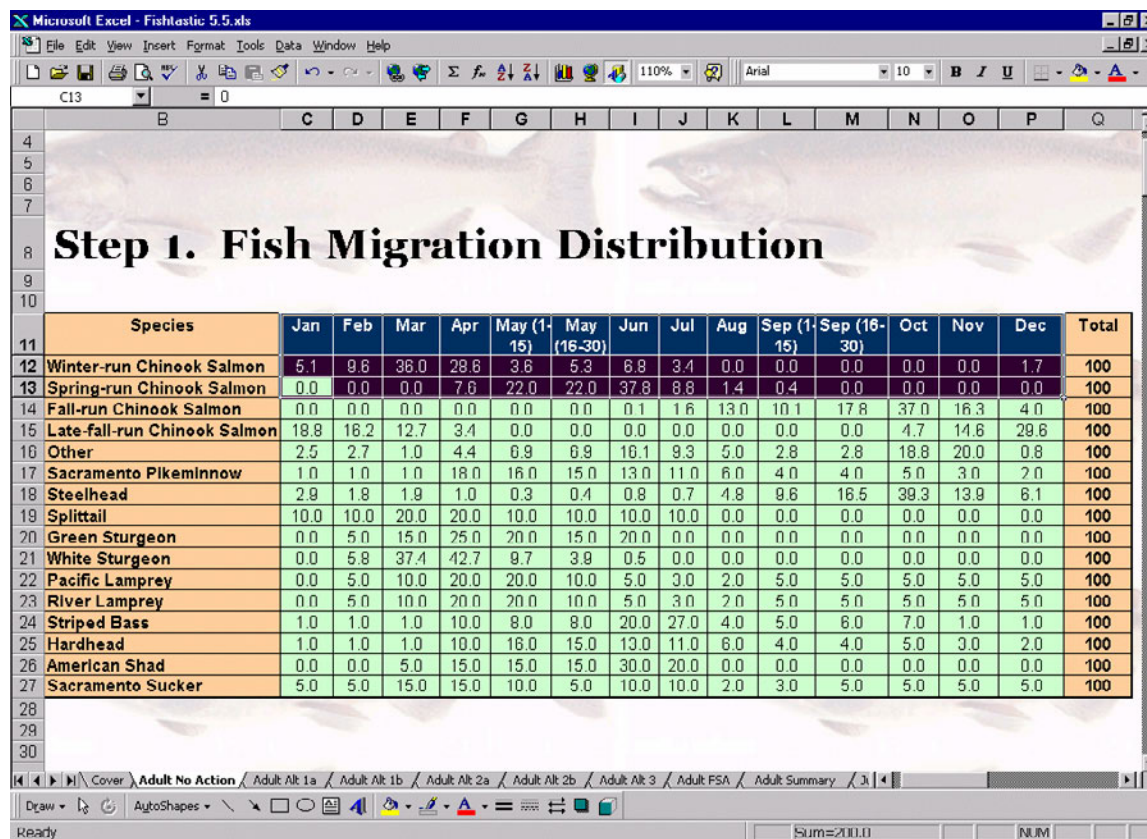 Microsoft Excel - Fishtastic 5.5.xls
File Edit View Insert Format Tools Data Window Help
110% Arial 10 B I U
C13 = 0
B C D E F G H I J K L M N O P Q
4
5
6
7
8 Step 1. Fish Migration Distribution
9
10
11 Species Jan Feb Mar Apr May (1-15) May (16-30) Jun Jul Aug Sep (1-15) Sep (16-30) Oct Nov Dec Total
12 Winter-run Chinook Salmon 5.1 9.6 36.0 28.6 3.6 5.3 6.8 3.4 0.0 0.0 0.0 0.0 0.0 1.7 100
13 Spring-run Chinook Salmon 0.0 0.0 0.0 7.6 22.0 22.0 37.8 8.8 1.4 0.4 0.0 0.0 0.0 0.0 100
14 Fall-run Chinook Salmon 0.0 0.0 0.0 0.0 0.0 0.0 0.1 1.6 13.0 10.1 17.8 37.0 16.3 4.0 100
15 Late-fall-run Chinook Salmon 18.8 16.2 12.7 3.4 0.0 0.0 0.0 0.0 0.0 0.0 0.0 4.7 14.6 29.6 100
16 Other 2.5 2.7 1.0 4.4 6.9 6.9 16.1 9.3 5.0 2.8 2.8 18.8 20.0 0.8 100
17 Sacramento Pikeminnow 1.0 1.0 1.0 18.0 16.0 15.0 13.0 11.0 6.0 4.0 4.0 5.0 3.0 2.0 100
18 Steelhead 2.9 1.8 1.9 1.0 0.3 0.4 0.8 0.7 4.8 9.6 16.5 39.3 13.9 6.1 100
19 Splittail 10.0 10.0 20.0 20.0 10.0 10.0 10.0 10.0 0.0 0.0 0.0 0.0 0.0 0.0 100
20 Green Sturgeon 0.0 5.0 15.0 25.0 20.0 15.0 20.0 0.0 0.0 0.0 0.0 0.0 0.0 0.0 100
21 White Sturgeon 0.0 5.8 37.4 42.7 9.7 3.9 0.5 0.0 0.0 0.0 0.0 0.0 0.0 0.0 100
22 Pacific Lamprey 0.0 5.0 10.0 20.0 20.0 10.0 5.0 3.0 2.0 5.0 5.0 5.0 5.0 5.0 100
23 River Lamprey 0.0 5.0 10.0 20.0 20.0 10.0 5.0 3.0 2.0 5.0 5.0 5.0 5.0 5.0 100
24 Striped Bass 1.0 1.0 1.0 10.0 8.0 8.0 20.0 27.0 4.0 5.0 6.0 7.0 1.0 1.0 100
25 Hardhead 1.0 1.0 1.0 18.0 16.0 15.0 13.0 11.0 6.0 4.0 4.0 5.0 3.0 2.0 100
26 American Shad 0.0 0.0 5.0 15.0 15.0 15.0 30.0 20.0 0.0 0.0 0.0 0.0 0.0 0.0 100
27 Sacramento Sucker 5.0 5.0 15.0 15.0 10.0 5.0 10.0 10.0 2.0 3.0 5.0 5.0 5.0 5.0 100
28
29
30
Cover Adult No Action Adult Alt 1a Adult Alt 1b Adult Alt 2a Adult Alt 2b Adult Alt 3 Adult FSA Adult Summary
Draw AutoShapes
Ready Sum=200.0 NUM